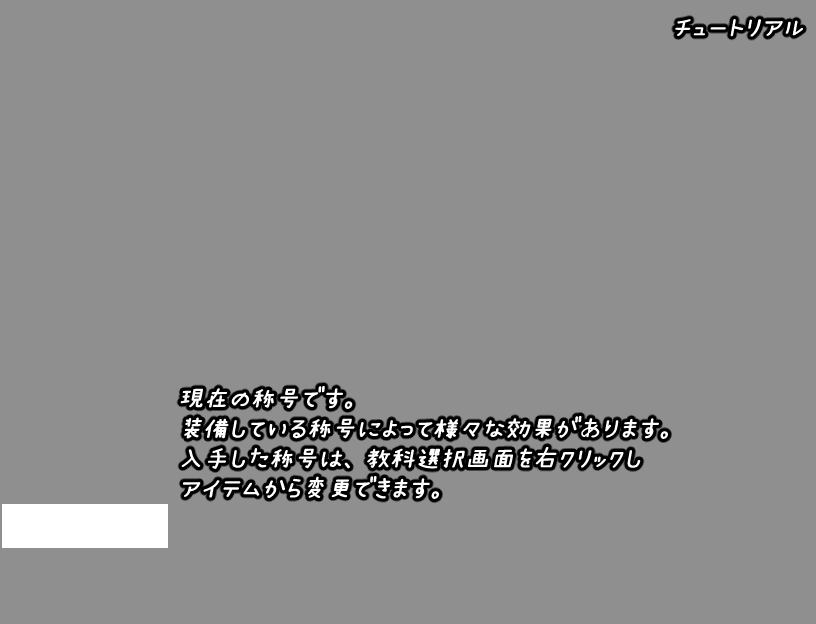 チュートリアル
現在の称号です。
装備している称号によって様々な効果があります。
入手した称号は、教科選択画面を右クリックし
アイテムから変更できます。